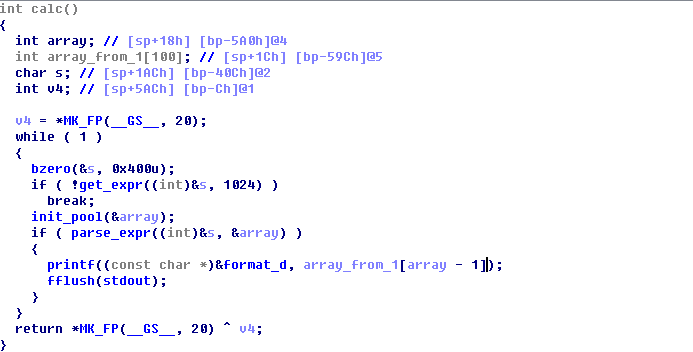 int calc()
{
int array; // [sp+18h] [bp-5A0h]@4
int array_from_1[100]; // [sp+1Ch] [bp-59Ch]@5
char s; // [sp+1ACh] [bp-40Ch]@2
int v4; // [sp+5ACh] [bp-Ch]@1
v4 = *MK_FP(__GS__, 20);
while ( 1 )
{
bzero(&s, 0x400u);
if ( !get_expr((int)&s, 1024) )
break;
init_pool(&array);
if ( parse_expr((int)&s, &array) )
{
printf((const char *)&format_d, array_from_1[array - 1]);
fflush(stdout);
}
}
return *MK_FP(__GS__, 20) ^ v4;
}